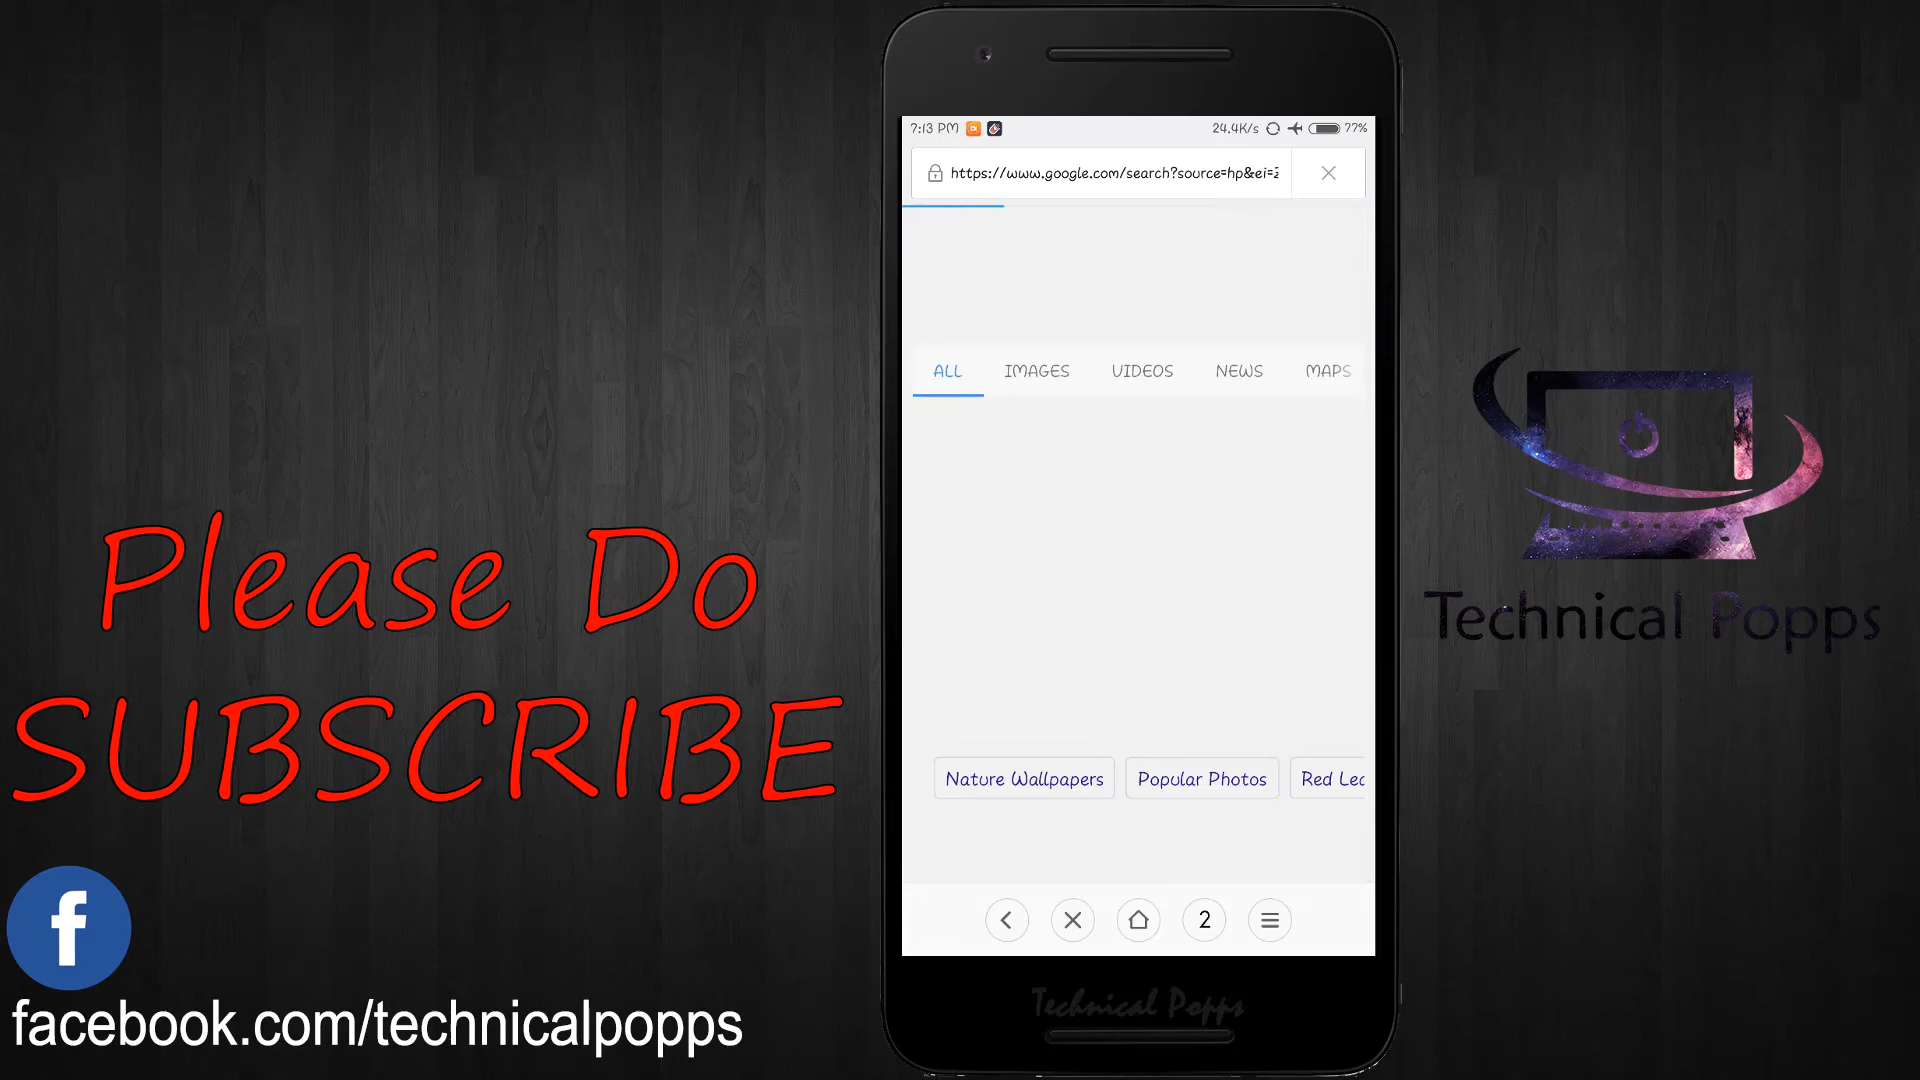 7:13 PM
24.4K/s
77%
https://www.google.com/search?source=hp&ei=
ALL
IMAGES
VIDEOS
NEWS
MAPS
Nature Wallpapers
Popular Photos
Red
2
Please Do
SUBSCRIBE
Technical Popps
f
facebook.com/technicalpopps
Technical Popps